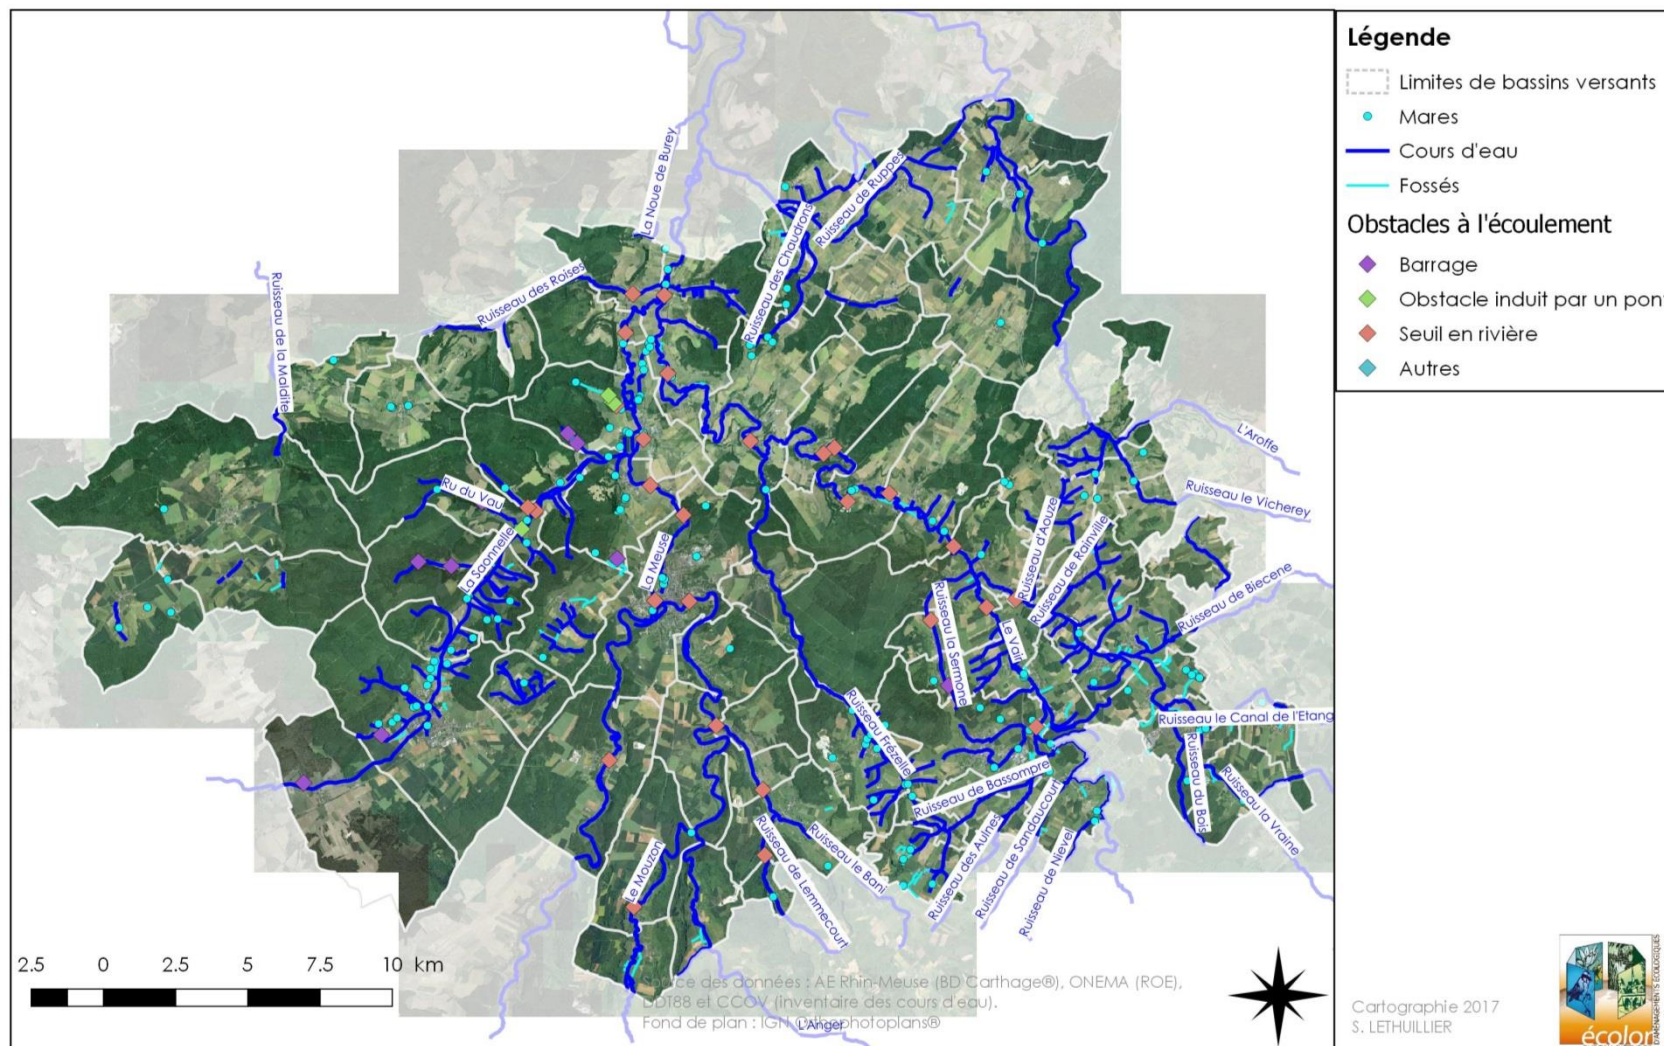 Légende
Limites de bassins versants
Mares
Cours d'eau
Fossés
Obstacles à l'écoulement
Barrage
Obstacle induit par un pon
Seuil en rivière
Autres
La Noue de Burey
Ruisseau de Ruppes
Ruisseau des Chaudrons
Ruisseau des Roises
Ruisseau de la Maldite
L'Aroffe
Ruisseau le Vicherey
Ru du Vau
Ruisseau d'Aouze
Ruisseau de Rainville
La Saonnelle
La Meuse
Ruisseau de Biecene
Ruisseau la Sermone
Le Vair
Ruisseau Frézelle
Ruisseau le Canal de l'Etang
Ruisseau du Bois
Ruisseau la Vraine
Ruisseau de Bassompre
Ruisseau des Aulnes
Ruisseau de Sandaucourt
Ruisseau de Nievel
Ruisseau le Bani
Ruisseau de Lemmecourt
Le Mouzon
L'Anger
2.5 0 2.5 5 7.5 10 km
des données : AE Rhin-Meuse (BD Carthage®), ONEMA (ROE),
DDT88 et CCOV (inventaire des cours d'eau).
Fond de plan : IGN
Cartographie 2017
S. LETHUILLIER
écolor
D'AMÉNAGEMENTS ÉCOLOGIQUES